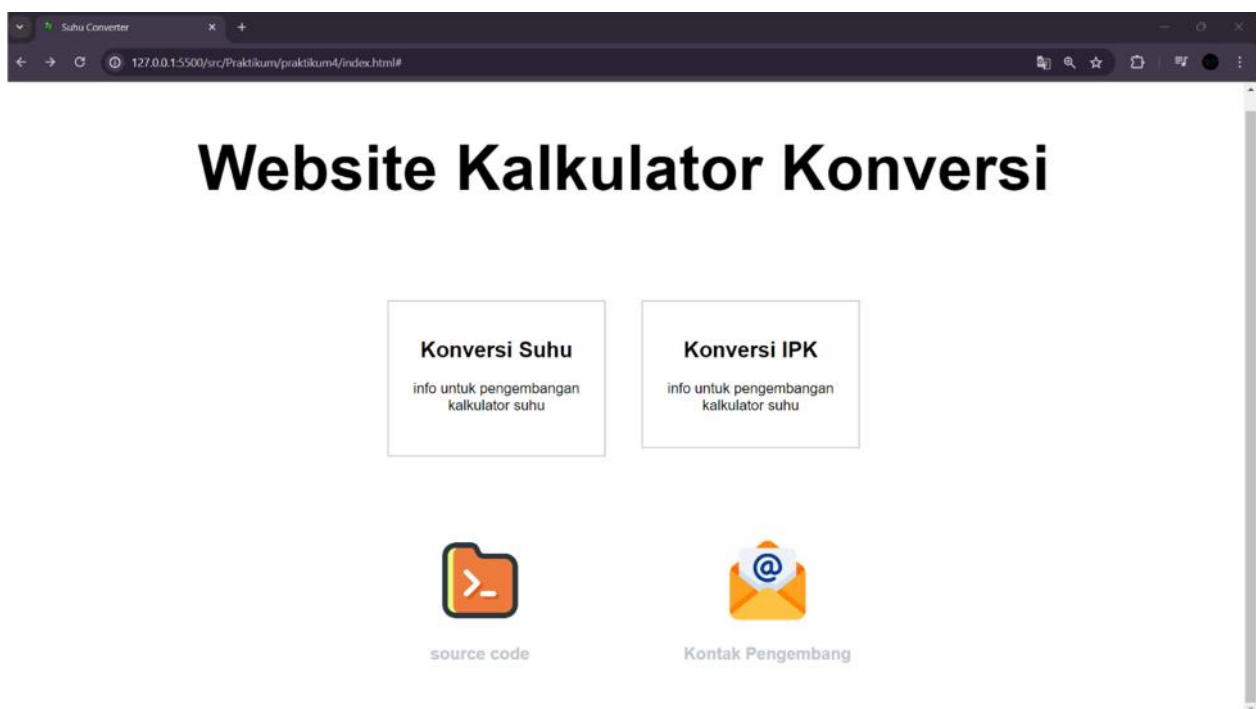 Suhu Converter
127.0.0.1:5500/src/Praktikum/praktikum4/index.html#
Website Kalkulator Konversi
Konversi Suhu
info untuk pengembangan
kalkulator suhu
Konversi IPK
info untuk pengembangan
kalkulator suhu
source code
Kontak Pengembang